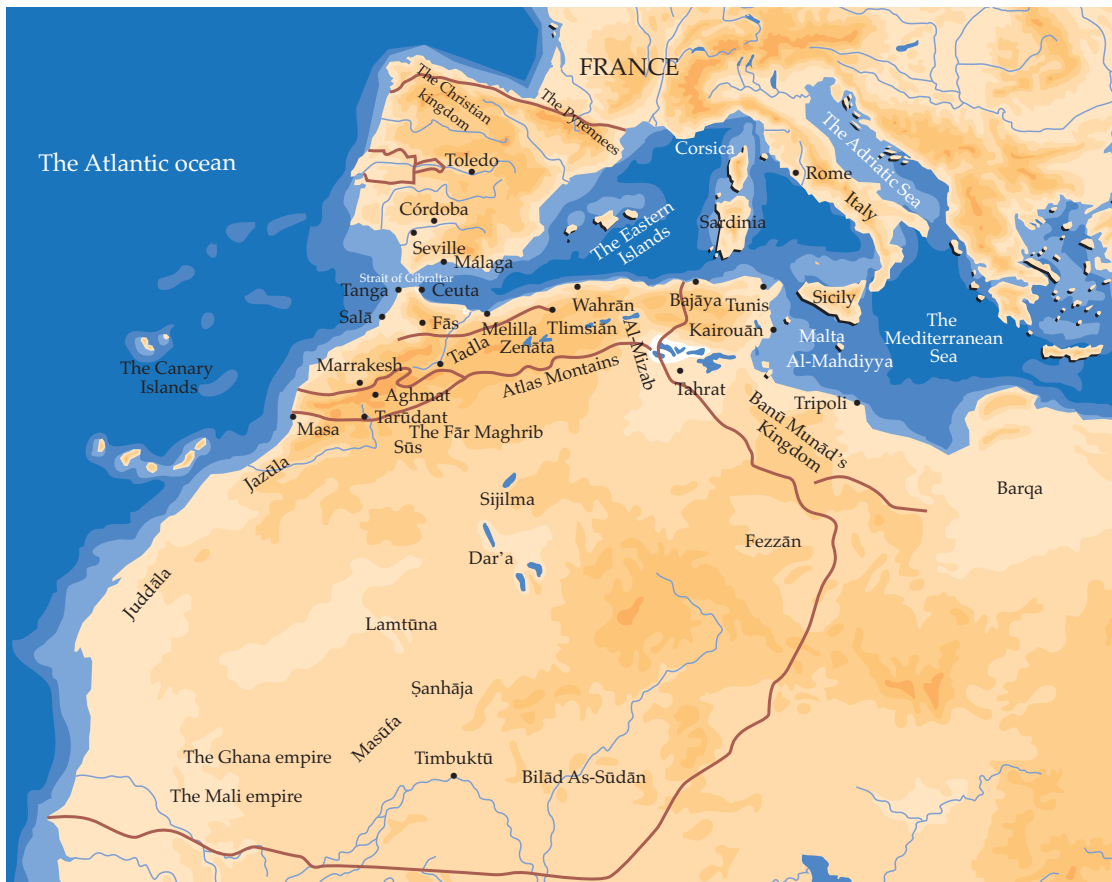 FRANCE
The Christian
kingdom
The Pyrennees
The Atlantic ocean
Corsica
The Adriatic Sea
Toledo
Rome
Italy
Córdoba
Sardinia
The Eastern
Islands
Seville
Málaga
Strait of Gibraltar
Tanga
Ceuta
Wahrān
Bajāya
Tunis
Sicily
Salā
Fās
Melilla
Tlimsiān
Al-Mizab
Kairouān
Malta
The
Mediterranean
Sea
Zenāta
Tadla
Al-Mahdiyya
The Canary
Islands
Marrakesh
Atlas Montains
Tahrat
Aghmat
Banū Munād's
Kingdom
Tripoli
Masa
Tarūdant
The Fār Maghrib
Sūs
Jazūla
Sijilma
Barqa
Fezzān
Dar'a
Juddāla
Lamtūna
Ṣanhāja
Masūfa
The Ghana empire
Timbuktū
Bilād As-Sūdān
The Mali empire